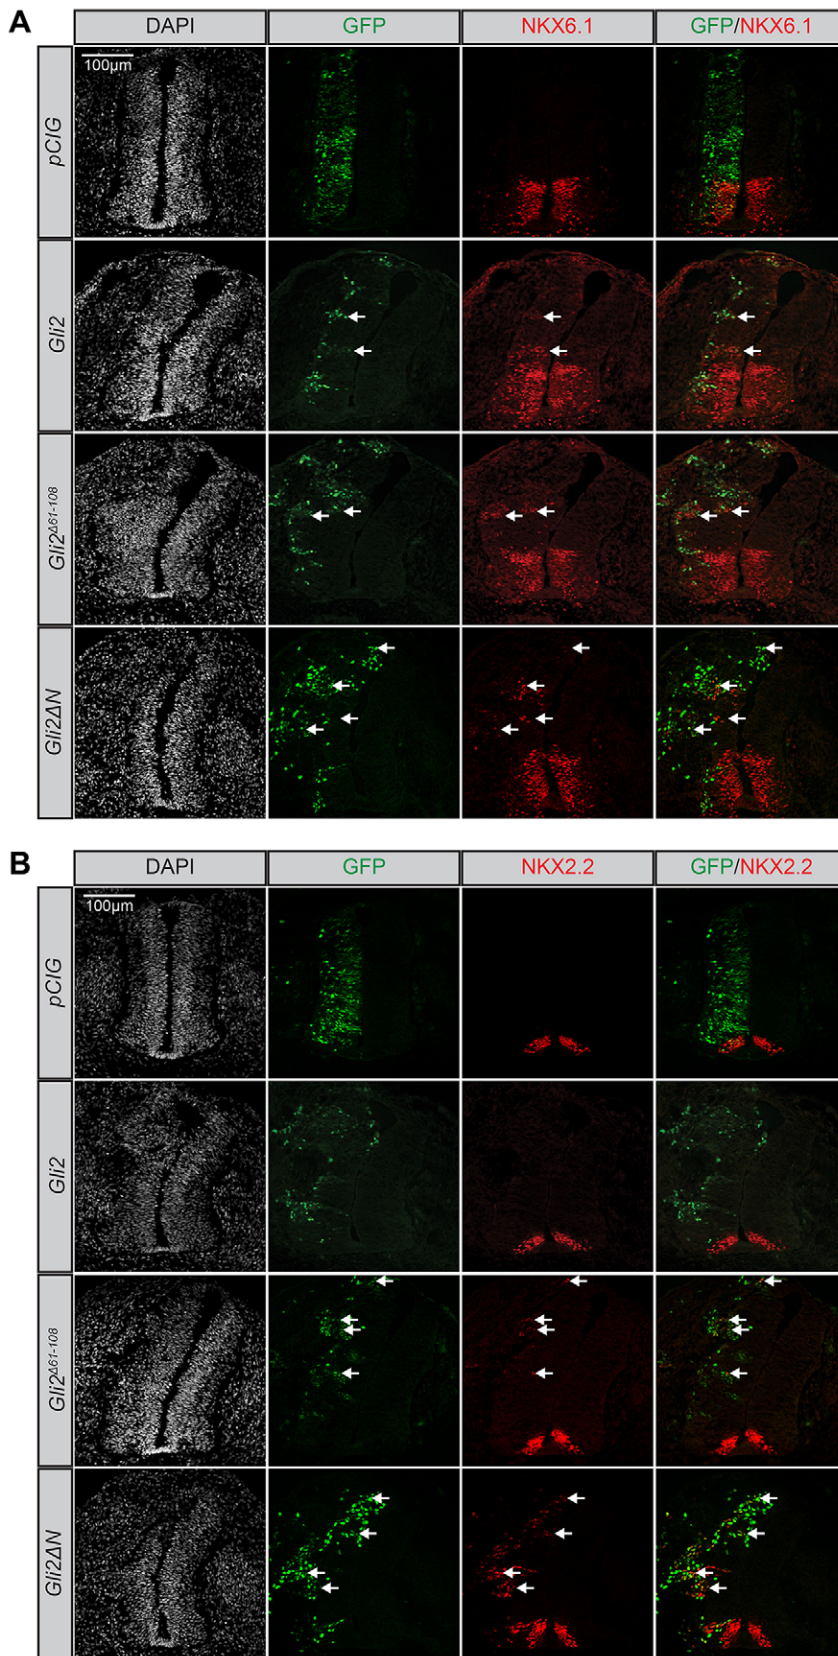 A
DAPI GFP NKX6.1 GFP/NKX6.1
pCIG
100µm
Gli2
Gli2Δ61-108
Gli2ΔN
B
DAPI GFP NKX2.2 GFP/NKX2.2
pCIG
100µm
Gli2
Gli2Δ61-108
Gli2ΔN